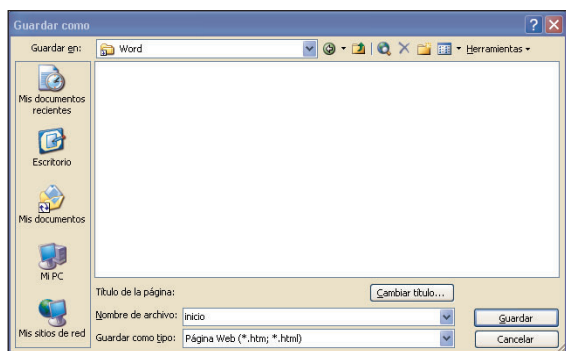 Guardar como
Guardar en: Word Herramientas
Mis documentos
recientes
Escritorio
Mis documentos
Mi PC
Mis sitios de red
Título de la página: Cambiar título...
Nombre de archivo: inicio Guardar
Guardar como tipo: Página Web (*.htm; *.html) Cancelar